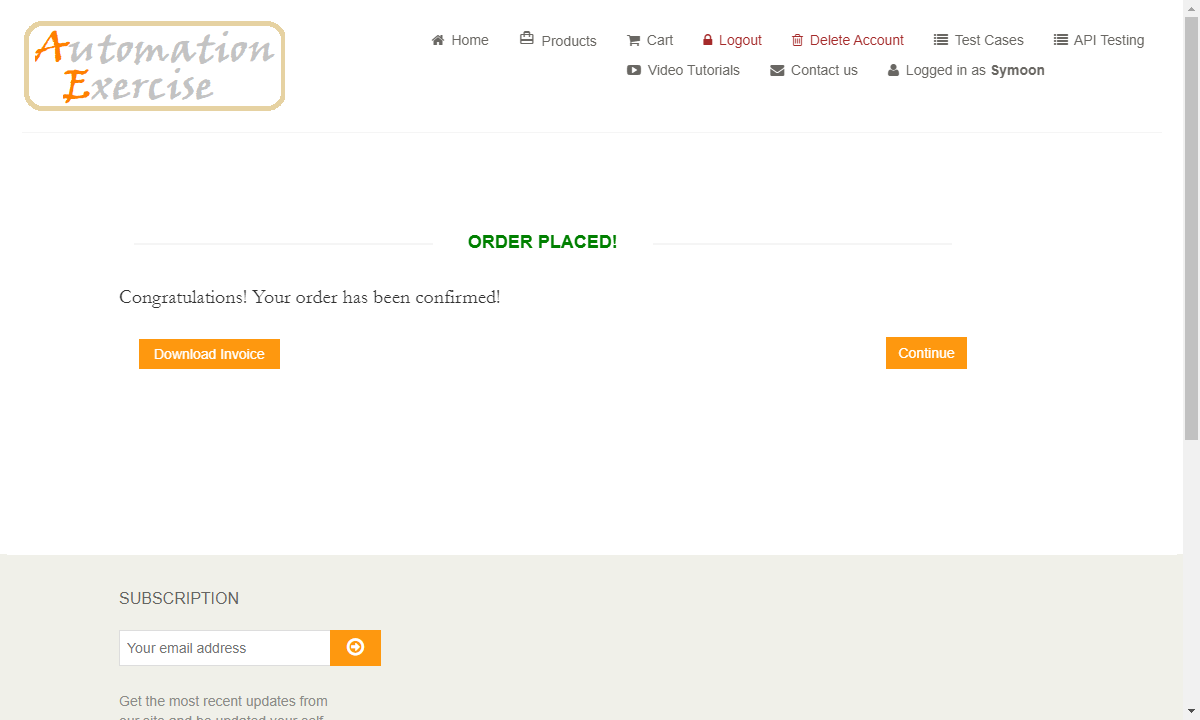 Automation
Exercise
Home Products Cart Logout Delete Account Test Cases API Testing
Video Tutorials Contact us Logged in as Symoon
ORDER PLACED!
Congratulations! Your order has been confirmed!
Download Invoice Continue
SUBSCRIPTION
Your email address
Get the most recent updates from
our site and be updated your self